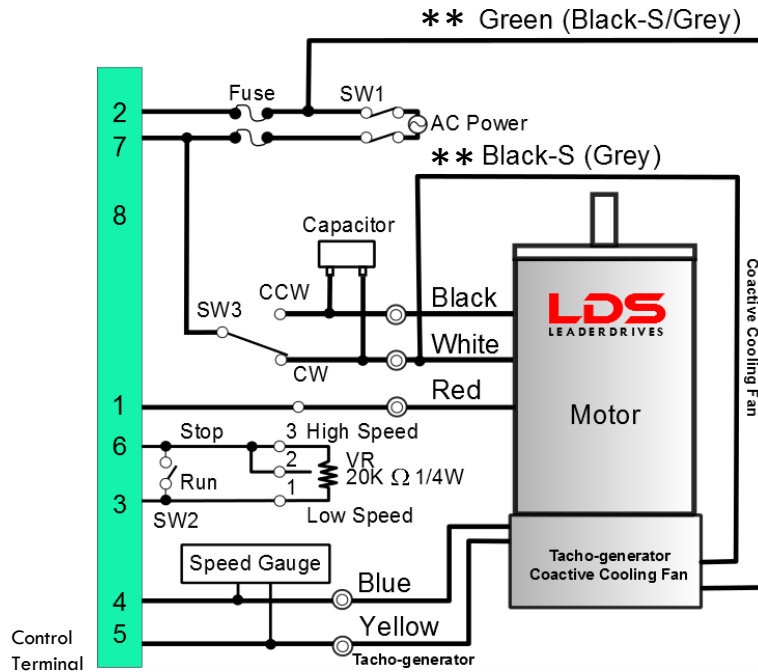 ** Green (Black-S/Grey)
2
Fuse
SW1
AC Power
7
** Black-S (Grey)
8
Capacitor
Coactive Cooling Fan
CCW
Black
LDS
LEADERDRIVES
SW3
White
CW
1
Red
Motor
6
Stop
3 High Speed
2
VR
20K Ω 1/4W
Run
1
3
SW2
Low Speed
Speed Gauge
Tacho-generator
Coactive Cooling Fan
4
Blue
5
Yellow
Control
Terminal
Tacho-generator